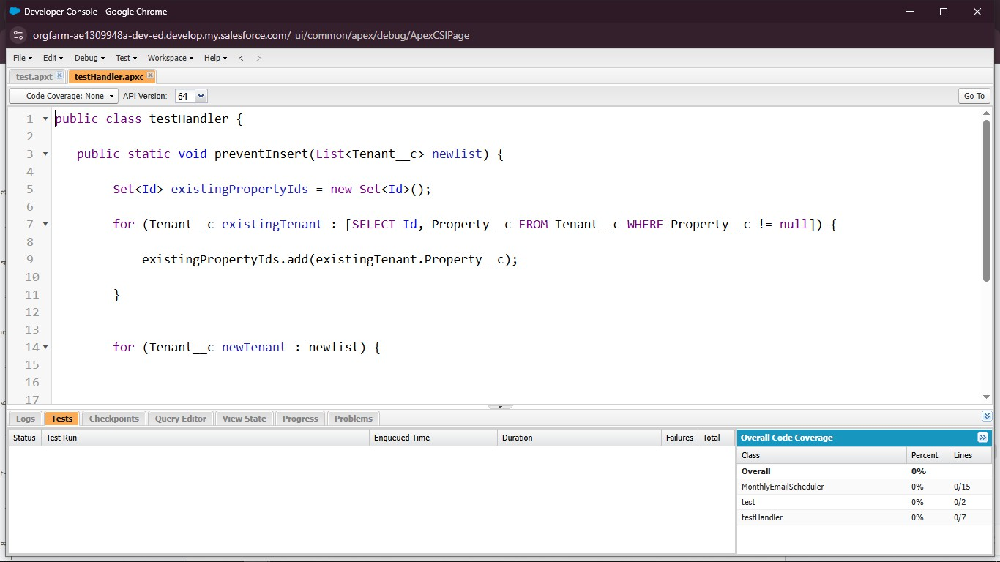 Developer Console - Google Chrome
orgfarm-ae1309948a-dev-ed.develop.my.salesforce.com/_ui/common/apex/debug/ApexCSIPage
File Edit Debug Test Workspace Help < >
test.apxt testHandler.apxc
Code Coverage: None API Version: 64 Go To
1 public class testHandler {
2
3 public static void preventInsert(List<Tenant__c> newlist) {
4
5 Set<Id> existingPropertyIds = new Set<Id>();
6
7 for (Tenant__c existingTenant : [SELECT Id, Property__c FROM Tenant__c WHERE Property__c != null]) {
8
9 existingPropertyIds.add(existingTenant.Property__c);
10
11 }
12
13
14 for (Tenant__c newTenant : newlist) {
15
16
17
Logs Tests Checkpoints Query Editor View State Progress Problems
Status Test Run Enqueued Time Duration Failures Total
Overall Code Coverage
Class Percent Lines
Overall 0%
MonthlyEmailScheduler 0% 0/15
test 0% 0/2
testHandler 0% 0/7